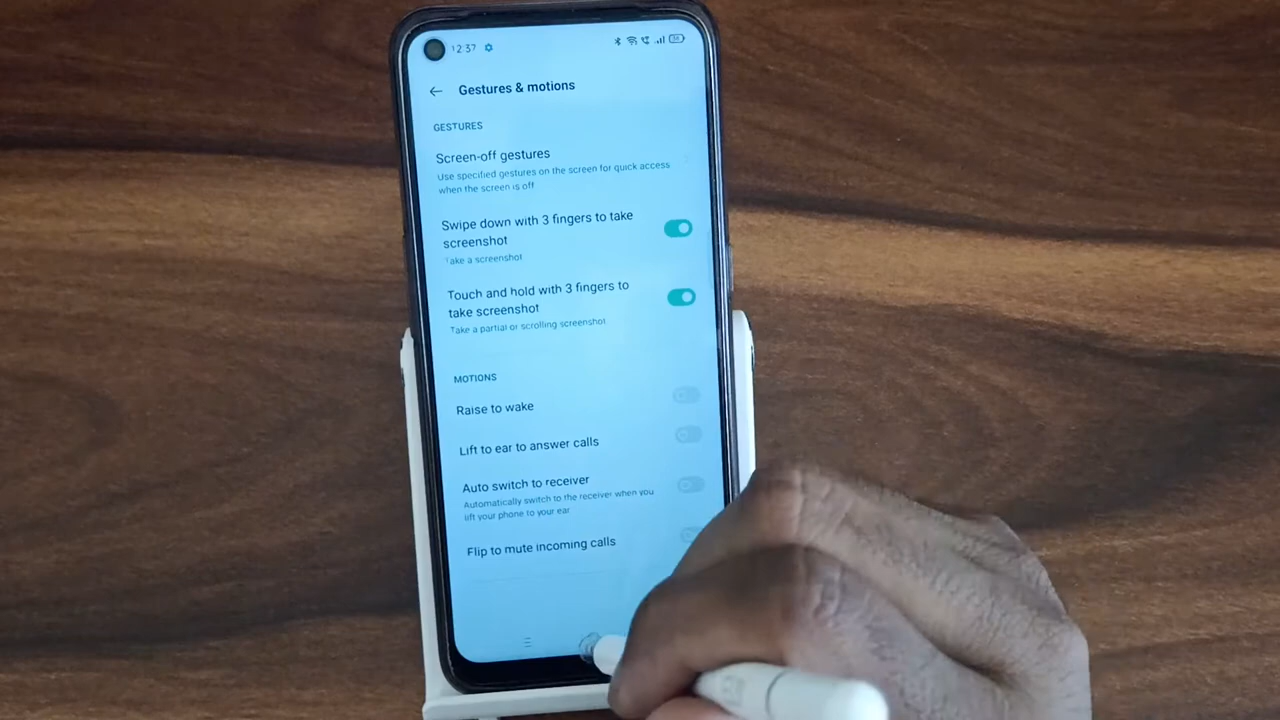 12:37
Gestures & motions
GESTURES
Screen-off gestures
Use specified gestures on the screen for quick access
when the screen is off
Swipe down with 3 fingers to take
screenshot
Take a screenshot
Touch and hold with 3 fingers to
take screenshot
Take a partial or scrolling screenshot
MOTIONS
Raise to wake
Lift to ear to answer calls
Auto switch to receiver
Automatically switch to the receiver when you
lift your phone to your ear
Flip to mute incoming calls